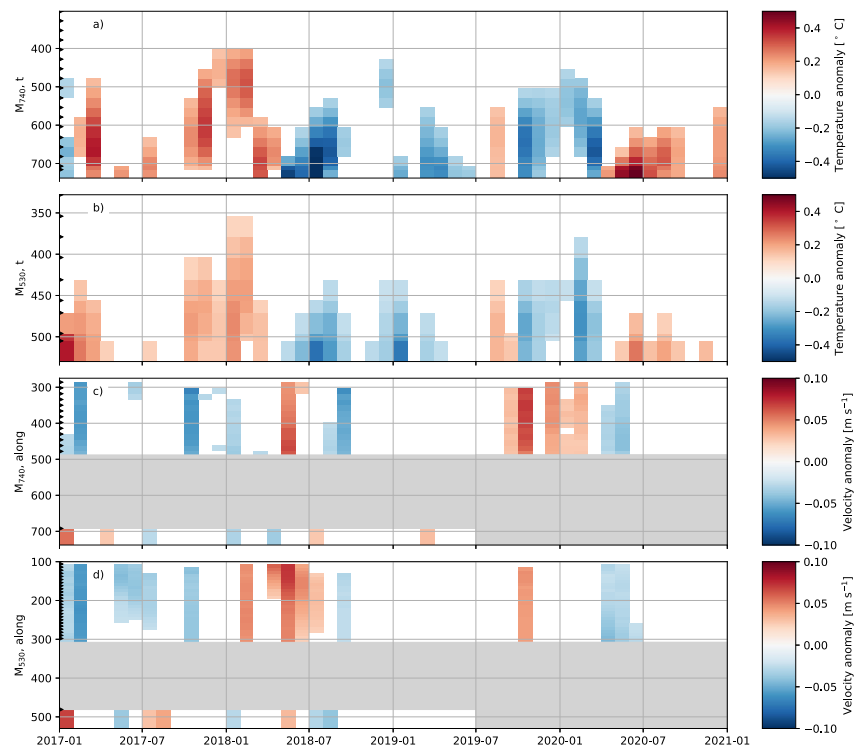 a)
M740, t
400
500
600
700
0.4
0.2
0.0
−0.2
−0.4
Temperature anomaly [° C]
b)
M530, t
350
400
450
500
0.4
0.2
0.0
−0.2
−0.4
Temperature anomaly [° C]
c)
M740, along
300
400
500
600
700
0.10
0.05
0.00
−0.05
−0.10
Velocity anomaly [m s⁻¹]
d)
M530, along
100
200
300
400
500
0.10
0.05
0.00
−0.05
−0.10
Velocity anomaly [m s⁻¹]
2017-01 2017-07 2018-01 2018-07 2019-01 2019-07 2020-01 2020-07 2021-01